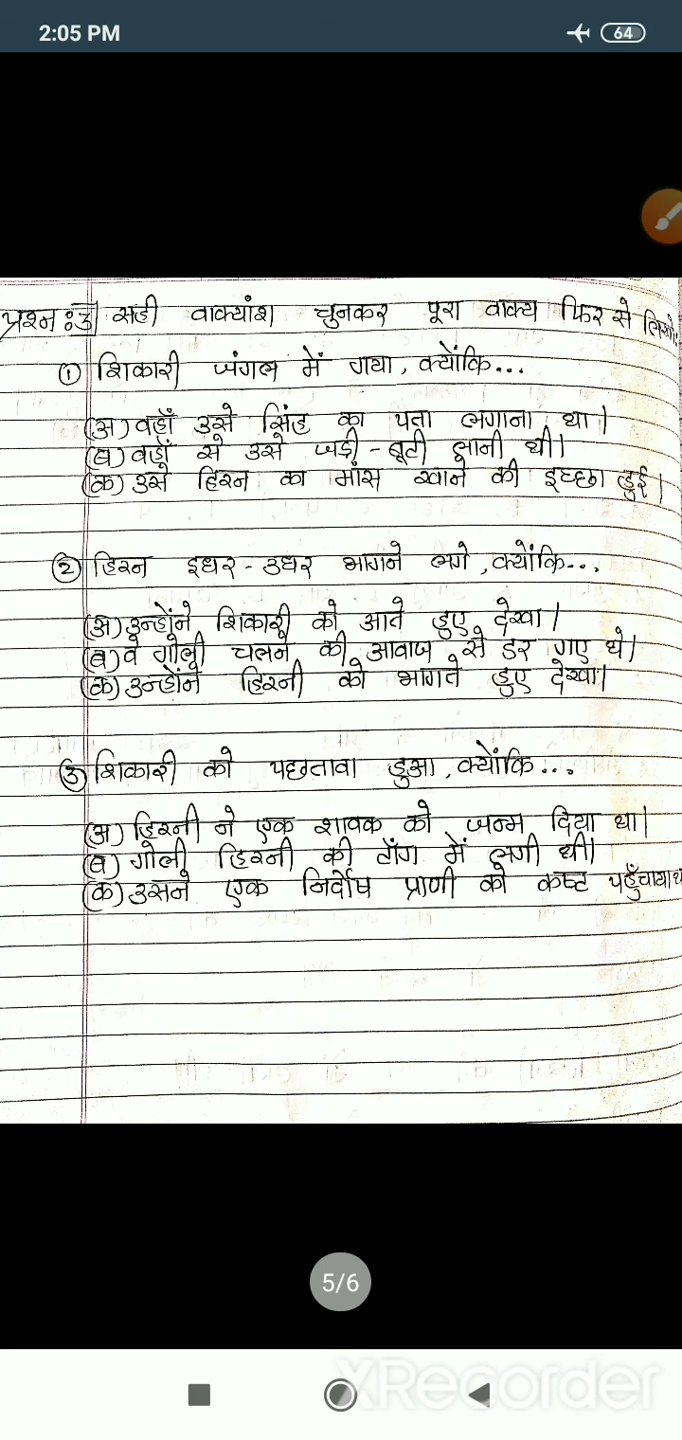 2:05 PM
64
प्रश्न :3 सही वाक्यांश चुनकर पूरा वाक्य फिर से लिखो:
① शिकारी जंगल में गया, क्योंकि...
(अ) वहाँ उसे सिंह का पता लगाना था।
(ब) वहाँ से उसे जड़ी-बूटी लानी थी।
(क) उसे हिरन का माँस खाने की इच्छा हुई।
② हिरन इधर-उधर भागने लगे, क्योंकि...
(अ) उन्होंने शिकारी को आते हुए देखा।
(ब) वे गोली चलने की आवाज से डर गए थे।
(क) उन्होंने हिरनी को भागते हुए देखा।
③ शिकारी को पछतावा हुआ, क्योंकि...
(अ) हिरनी ने एक शावक को जन्म दिया था।
(ब) गोली हिरनी की टाँग में लगी थी।
(क) उसने एक निर्दोष प्राणी को कष्ट पहुँचाया थ
5/6
XRecorder